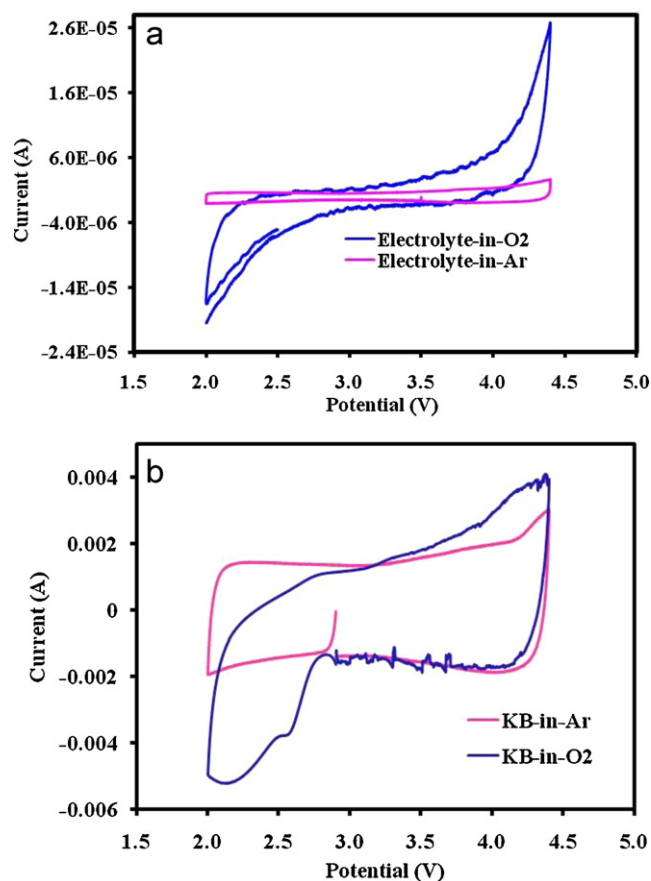 a
2.6E-05
1.6E-05
6.0E-06
-4.0E-06
-1.4E-05
-2.4E-05
Current (A)
Electrolyte-in-O2
Electrolyte-in-Ar
1.5 2.0 2.5 3.0 3.5 4.0 4.5 5.0
Potential (V)
b
0.004
0.002
0
-0.002
-0.004
-0.006
Current (A)
KB-in-Ar
KB-in-O2
1.5 2.0 2.5 3.0 3.5 4.0 4.5 5.0
Potential (V)